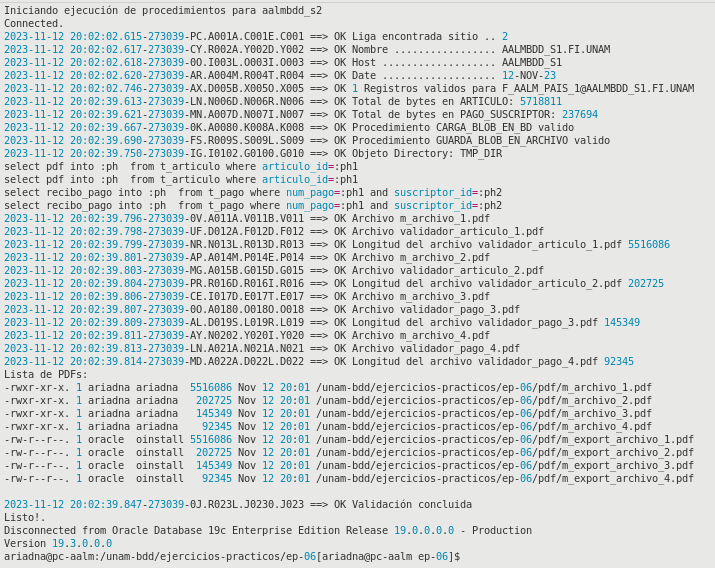 Iniciando ejecución de procedimientos para aalmbdd_s2
Connected.
2023-11-12 20:02:02.615-273039-PC.A001A.C001E.C001 ==> OK Liga encontrada sitio .. 2
2023-11-12 20:02:02.617-273039-CY.R002A.Y002D.Y002 ==> OK Nombre ................. AALMBDD_S1.FI.UNAM
2023-11-12 20:02:02.618-273039-0O.I003L.O003I.O003 ==> OK Host ................... AALMBDD_S1
2023-11-12 20:02:02.620-273039-AR.A004M.R004T.R004 ==> OK Date ................... 12-NOV-23
2023-11-12 20:02:02.746-273039-AX.D005B.X005O.X005 ==> OK 1 Registros validos para F_AALM_PAIS_1@AALMBDD_S1.FI.UNAM
2023-11-12 20:02:39.613-273039-LN.N006D.N006R.N006 ==> OK Total de bytes en ARTICULO: 5718811
2023-11-12 20:02:39.621-273039-MN.A007D.N007I.N007 ==> OK Total de bytes en PAGO_SUSCRIPTOR: 237694
2023-11-12 20:02:39.667-273039-0K.A0080.K008A.K008 ==> OK Procedimiento CARGA_BLOB_EN_BD valido
2023-11-12 20:02:39.690-273039-FS.R009S.S009L.S009 ==> OK Procedimiento GUARDA_BLOB_EN_ARCHIVO valido
2023-11-12 20:02:39.750-273039-IG.I0102.G0100.G010 ==> OK Objeto Directory: TMP_DIR
select pdf into :ph  from t_articulo where articulo_id=:ph1
select pdf into :ph  from t_articulo where articulo_id=:ph1
select recibo_pago into :ph  from t_pago where num_pago=:ph1 and suscriptor_id=:ph2
select recibo_pago into :ph  from t_pago where num_pago=:ph1 and suscriptor_id=:ph2
2023-11-12 20:02:39.796-273039-0V.A011A.V011B.V011 ==> OK Archivo m_archivo_1.pdf
2023-11-12 20:02:39.798-273039-UF.D012A.F012D.F012 ==> OK Archivo validador_articulo_1.pdf
2023-11-12 20:02:39.799-273039-NR.N013L.R013D.R013 ==> OK Longitud del archivo validador_articulo_1.pdf 5516086
2023-11-12 20:02:39.801-273039-AP.A014M.P014E.P014 ==> OK Archivo m_archivo_2.pdf
2023-11-12 20:02:39.803-273039-MG.A015B.G015D.G015 ==> OK Archivo validador_articulo_2.pdf
2023-11-12 20:02:39.804-273039-PR.R016D.R016I.R016 ==> OK Longitud del archivo validador_articulo_2.pdf 202725
2023-11-12 20:02:39.806-273039-CE.I017D.E017T.E017 ==> OK Archivo m_archivo_3.pdf
2023-11-12 20:02:39.807-273039-0O.A0180.O018O.O018 ==> OK Archivo validador_pago_3.pdf
2023-11-12 20:02:39.809-273039-AL.D019S.L019R.L019 ==> OK Longitud del archivo validador_pago_3.pdf 145349
2023-11-12 20:02:39.811-273039-AY.N0202.Y020I.Y020 ==> OK Archivo m_archivo_4.pdf
2023-11-12 20:02:39.813-273039-LN.A021A.N021A.N021 ==> OK Archivo validador_pago_4.pdf
2023-11-12 20:02:39.814-273039-MD.A022A.D022L.D022 ==> OK Longitud del archivo validador_pago_4.pdf 92345
Lista de PDFs:
-rwxr-xr-x. 1 ariadna ariadna  5516086 Nov 12 20:01 /unam-bdd/ejercicios-practicos/ep-06/pdf/m_archivo_1.pdf
-rwxr-xr-x. 1 ariadna ariadna   202725 Nov 12 20:01 /unam-bdd/ejercicios-practicos/ep-06/pdf/m_archivo_2.pdf
-rwxr-xr-x. 1 ariadna ariadna   145349 Nov 12 20:01 /unam-bdd/ejercicios-practicos/ep-06/pdf/m_archivo_3.pdf
-rwxr-xr-x. 1 ariadna ariadna    92345 Nov 12 20:01 /unam-bdd/ejercicios-practicos/ep-06/pdf/m_archivo_4.pdf
-rw-r--r--. 1 oracle  oinstall 5516086 Nov 12 20:01 /unam-bdd/ejercicios-practicos/ep-06/pdf/m_export_archivo_1.pdf
-rw-r--r--. 1 oracle  oinstall  202725 Nov 12 20:01 /unam-bdd/ejercicios-practicos/ep-06/pdf/m_export_archivo_2.pdf
-rw-r--r--. 1 oracle  oinstall  145349 Nov 12 20:01 /unam-bdd/ejercicios-practicos/ep-06/pdf/m_export_archivo_3.pdf
-rw-r--r--. 1 oracle  oinstall   92345 Nov 12 20:01 /unam-bdd/ejercicios-practicos/ep-06/pdf/m_export_archivo_4.pdf
2023-11-12 20:02:39.847-273039-0J.R023L.J0230.J023 ==> OK Validación concluida
Listo!.
Disconnected from Oracle Database 19c Enterprise Edition Release 19.0.0.0.0 - Production
Version 19.3.0.0.0
ariadna@pc-aalm:/unam-bdd/ejercicios-practicos/ep-06[ariadna@pc-aalm ep-06]$